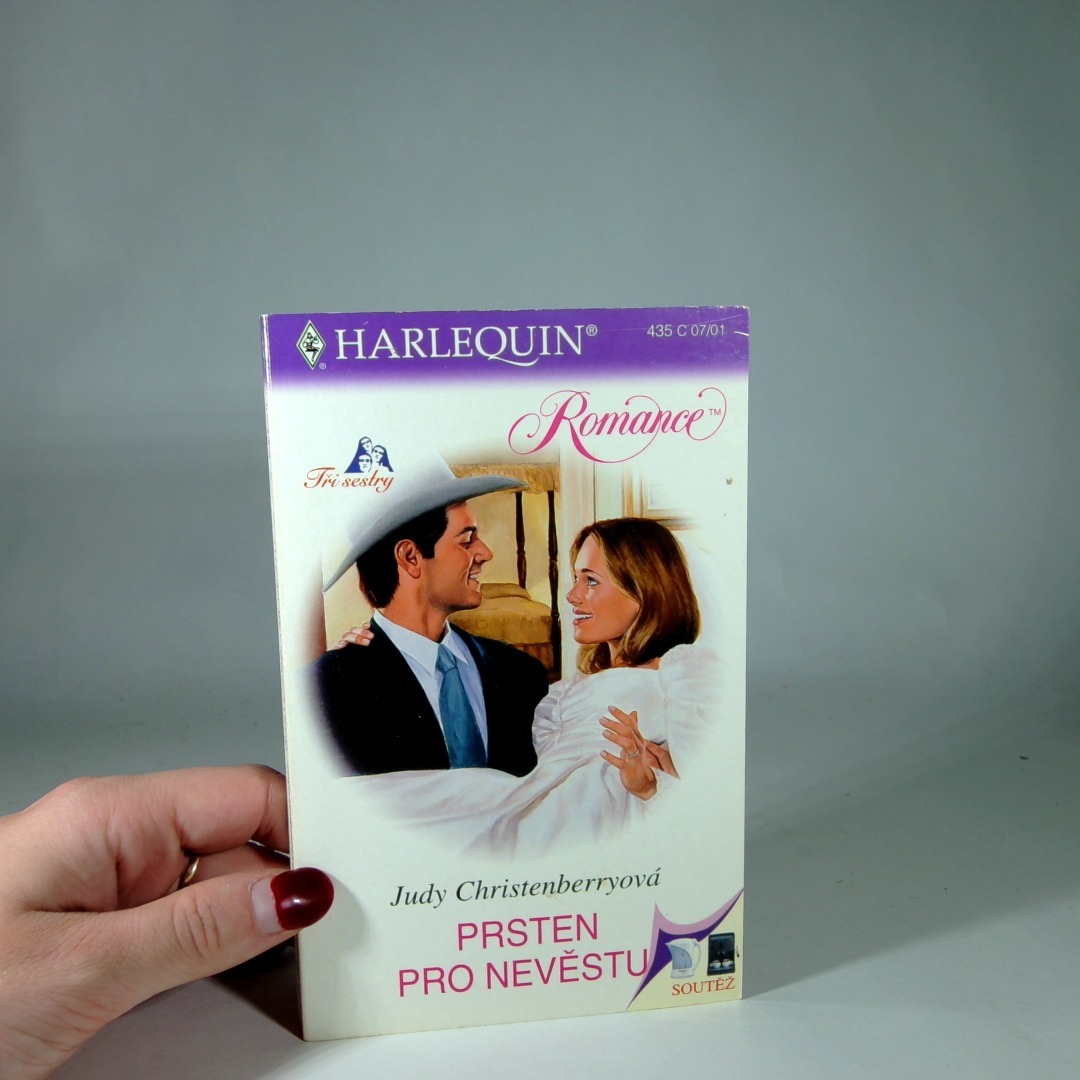 HARLEQUIN®
435 C 07/01
Romance™
Tři sestry
Judy Christenberryová
PRSTEN
PRO NEVĚSTU
SOUTĚŽ